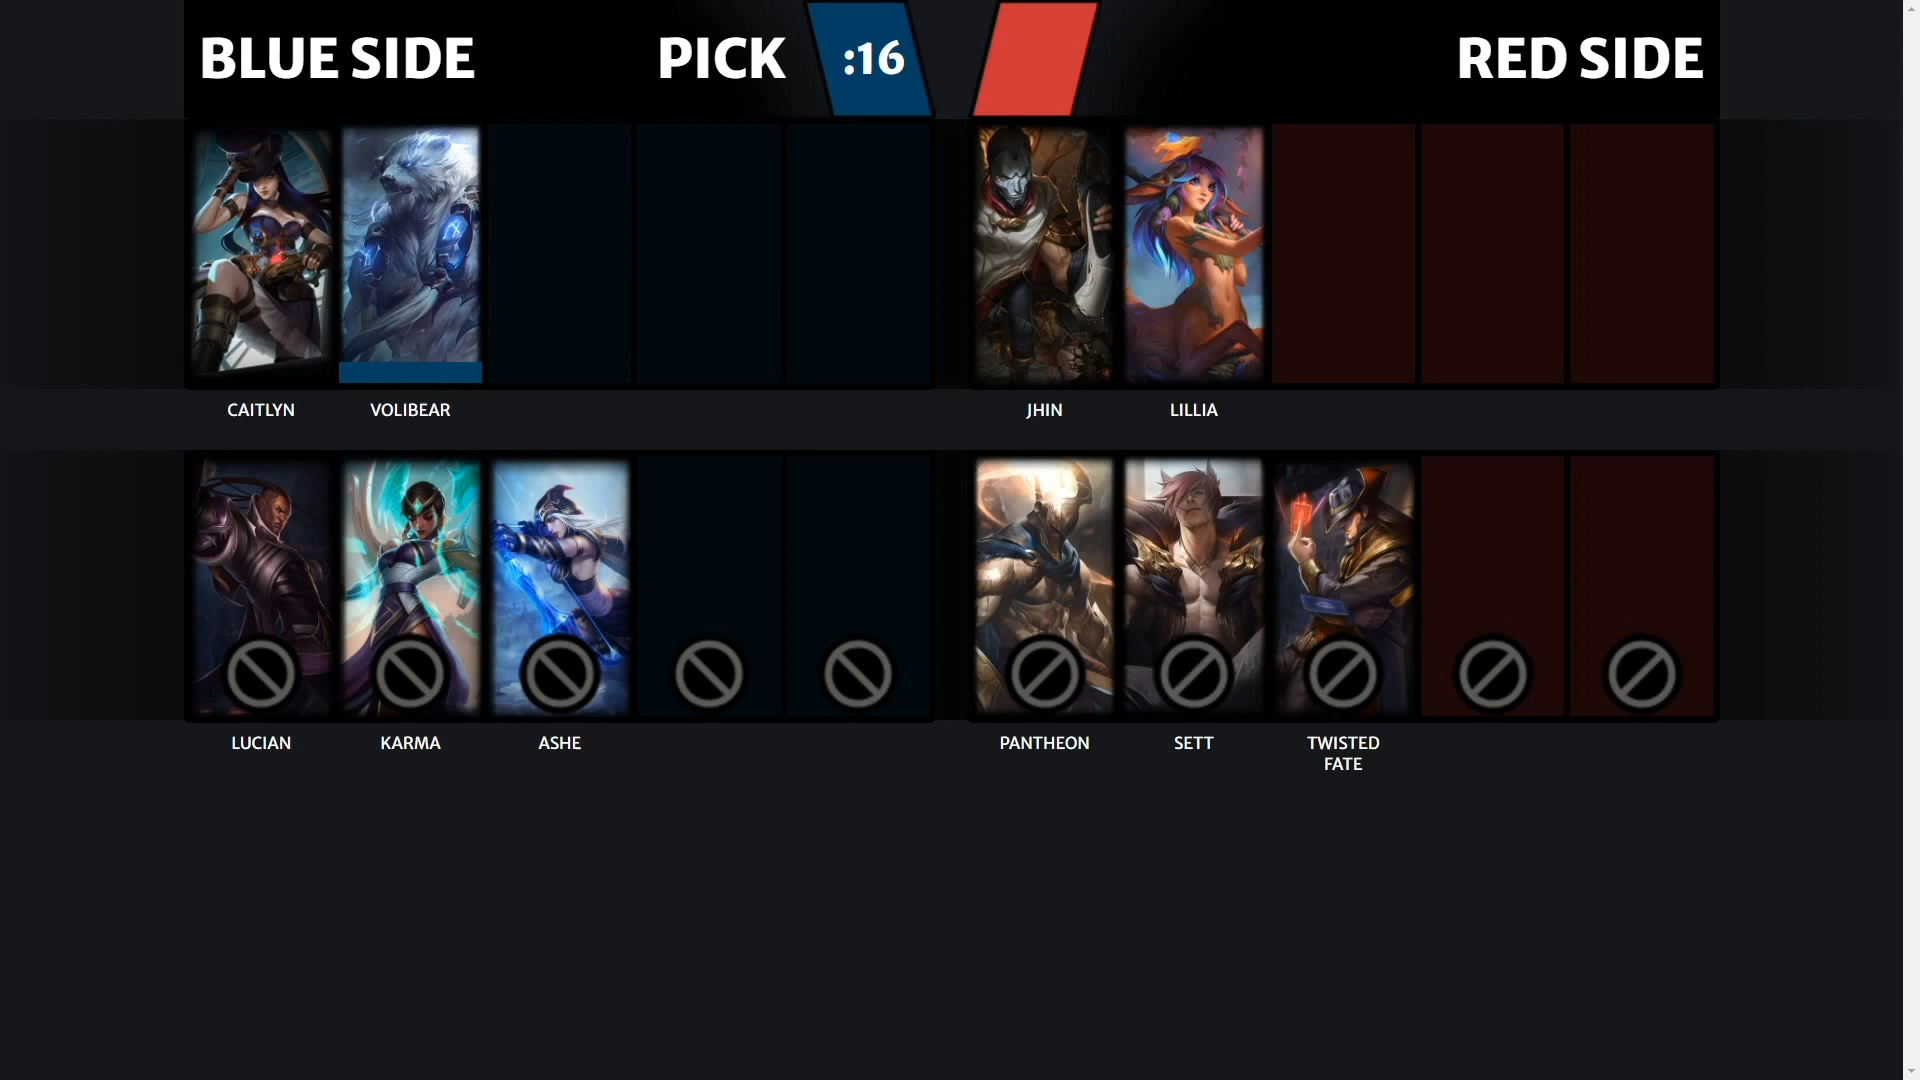 BLUE SIDE
PICK
:16
RED SIDE
CAITLYN
VOLIBEAR
JHIN
LILLIA
LUCIAN
KARMA
ASHE
PANTHEON
SETT
TWISTED
FATE